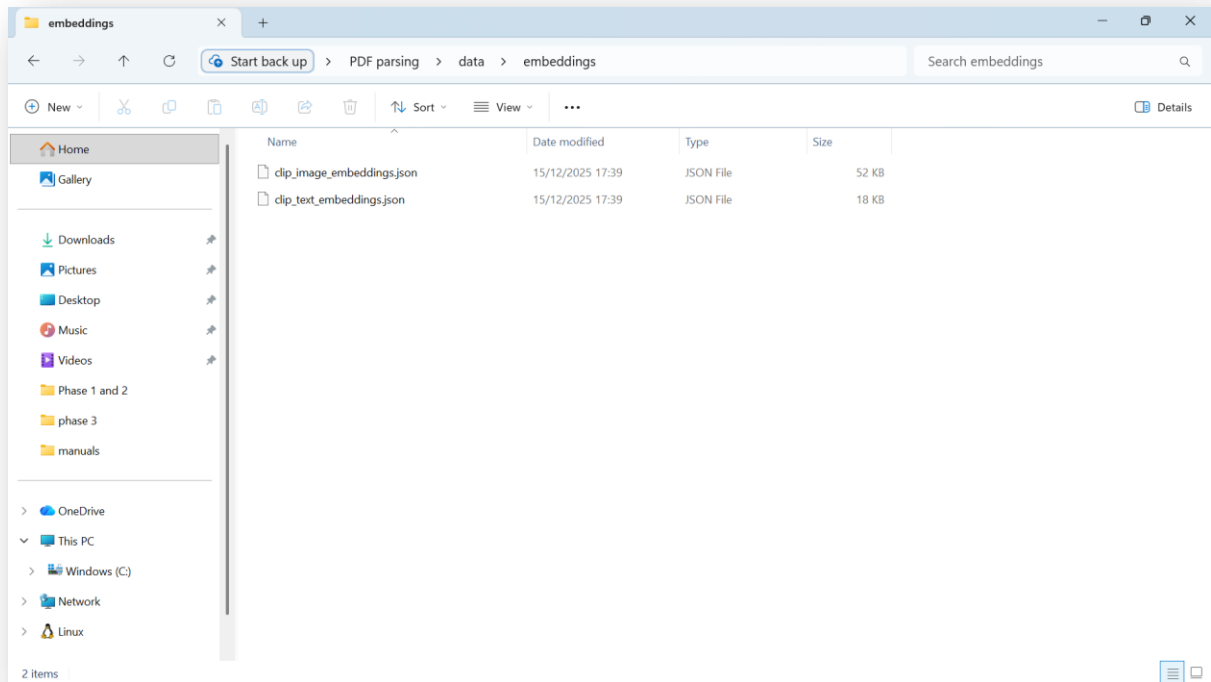 embeddings
Start back up > PDF parsing > data > embeddings
Search embeddings
New
Sort
View
Details
Home
Gallery
Downloads
Pictures
Desktop
Music
Videos
Phase 1 and 2
phase 3
manuals
OneDrive
This PC
Windows (C:)
Network
Linux
Name Date modified Type Size
clip_image_embeddings.json 15/12/2025 17:39 JSON File 52 KB
clip_text_embeddings.json 15/12/2025 17:39 JSON File 18 KB
2 items